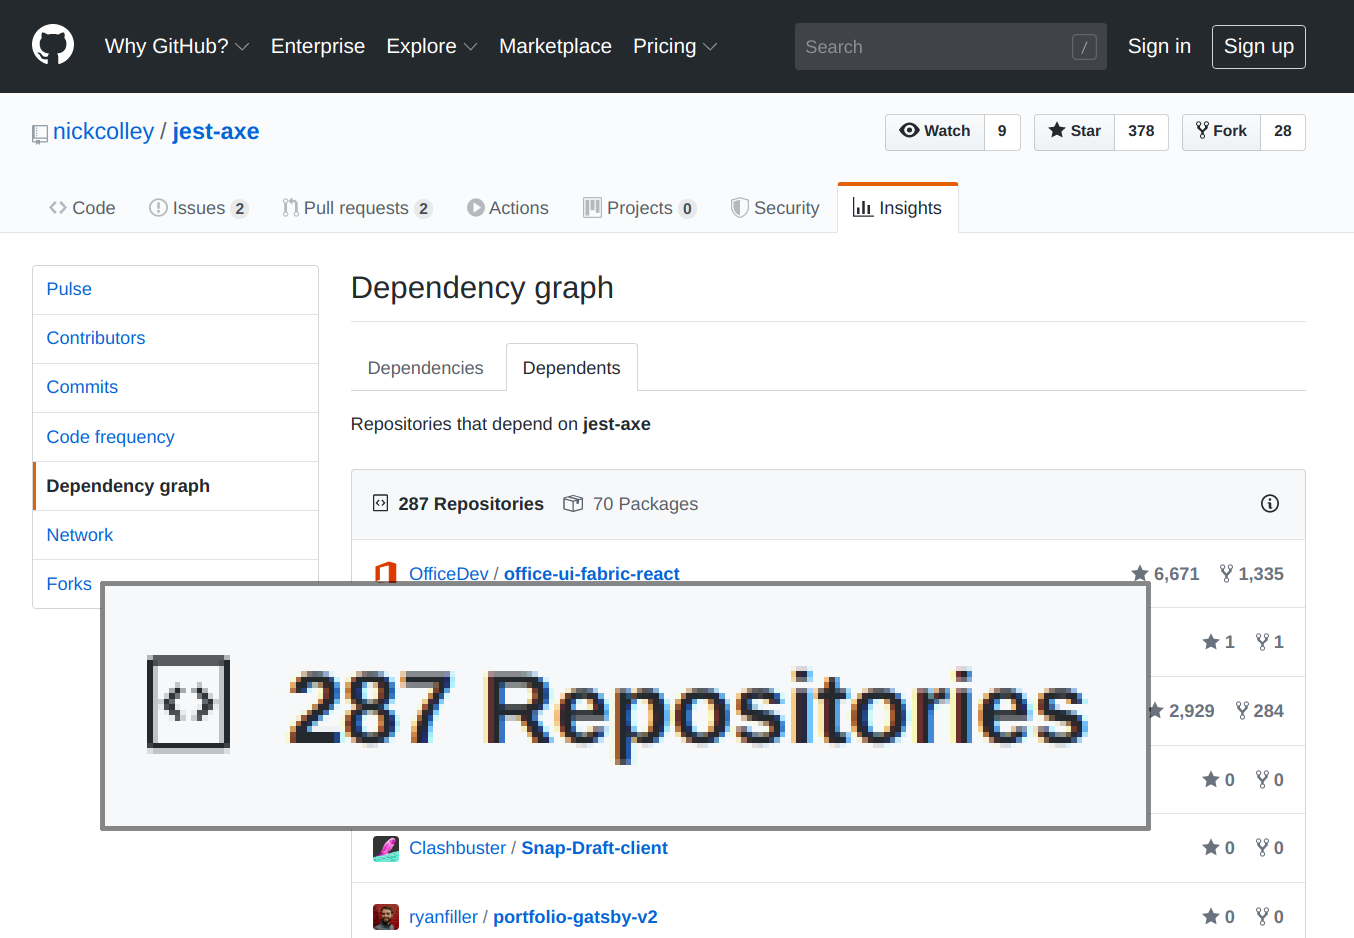 Why GitHub? Enterprise Explore Marketplace Pricing Search / Sign in Sign up
nickcolley / jest-axe Watch 9 Star 378 Fork 28
Code Issues 2 Pull requests 2 Actions Projects 0 Security Insights
Pulse
Contributors
Commits
Code frequency
Dependency graph
Network
Forks
Dependency graph
Dependencies Dependents
Repositories that depend on jest-axe
287 Repositories 70 Packages
OfficeDev / office-ui-fabric-react 6,671 1,335
1 1
2,929 284
0 0
287 Repositories
Clashbuster / Snap-Draft-client 0 0
ryanfiller / portfolio-gatsby-v2 0 0